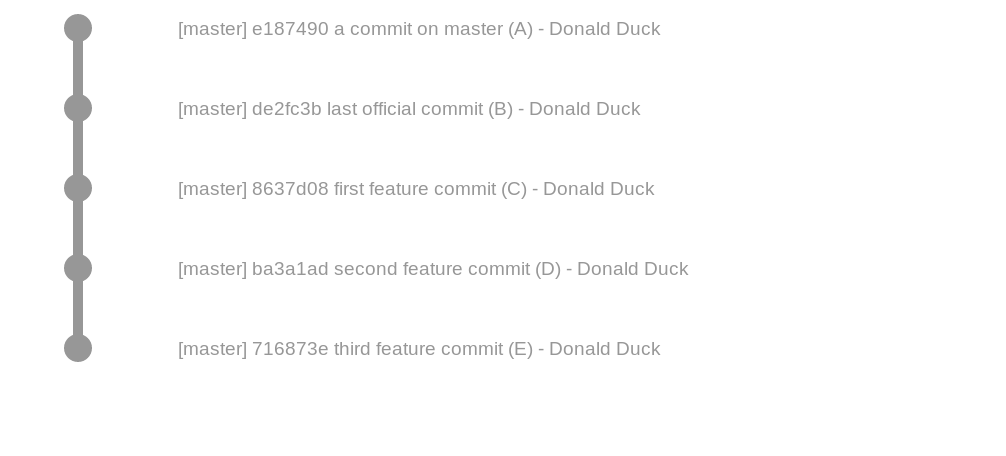 [master] e187490 a commit on master (A) - Donald Duck
[master] de2fc3b last official commit (B) - Donald Duck
[master] 8637d08 first feature commit (C) - Donald Duck
[master] ba3a1ad second feature commit (D) - Donald Duck
[master] 716873e third feature commit (E) - Donald Duck